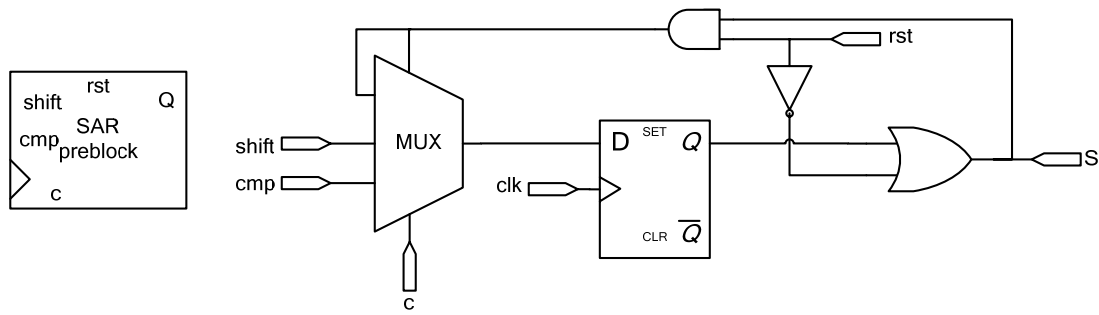 rst
shift
Q
SAR
cmp
preblock
c
rst
shift
MUX
cmp
c
clk
D
SET
Q
CLR
Q̅
S